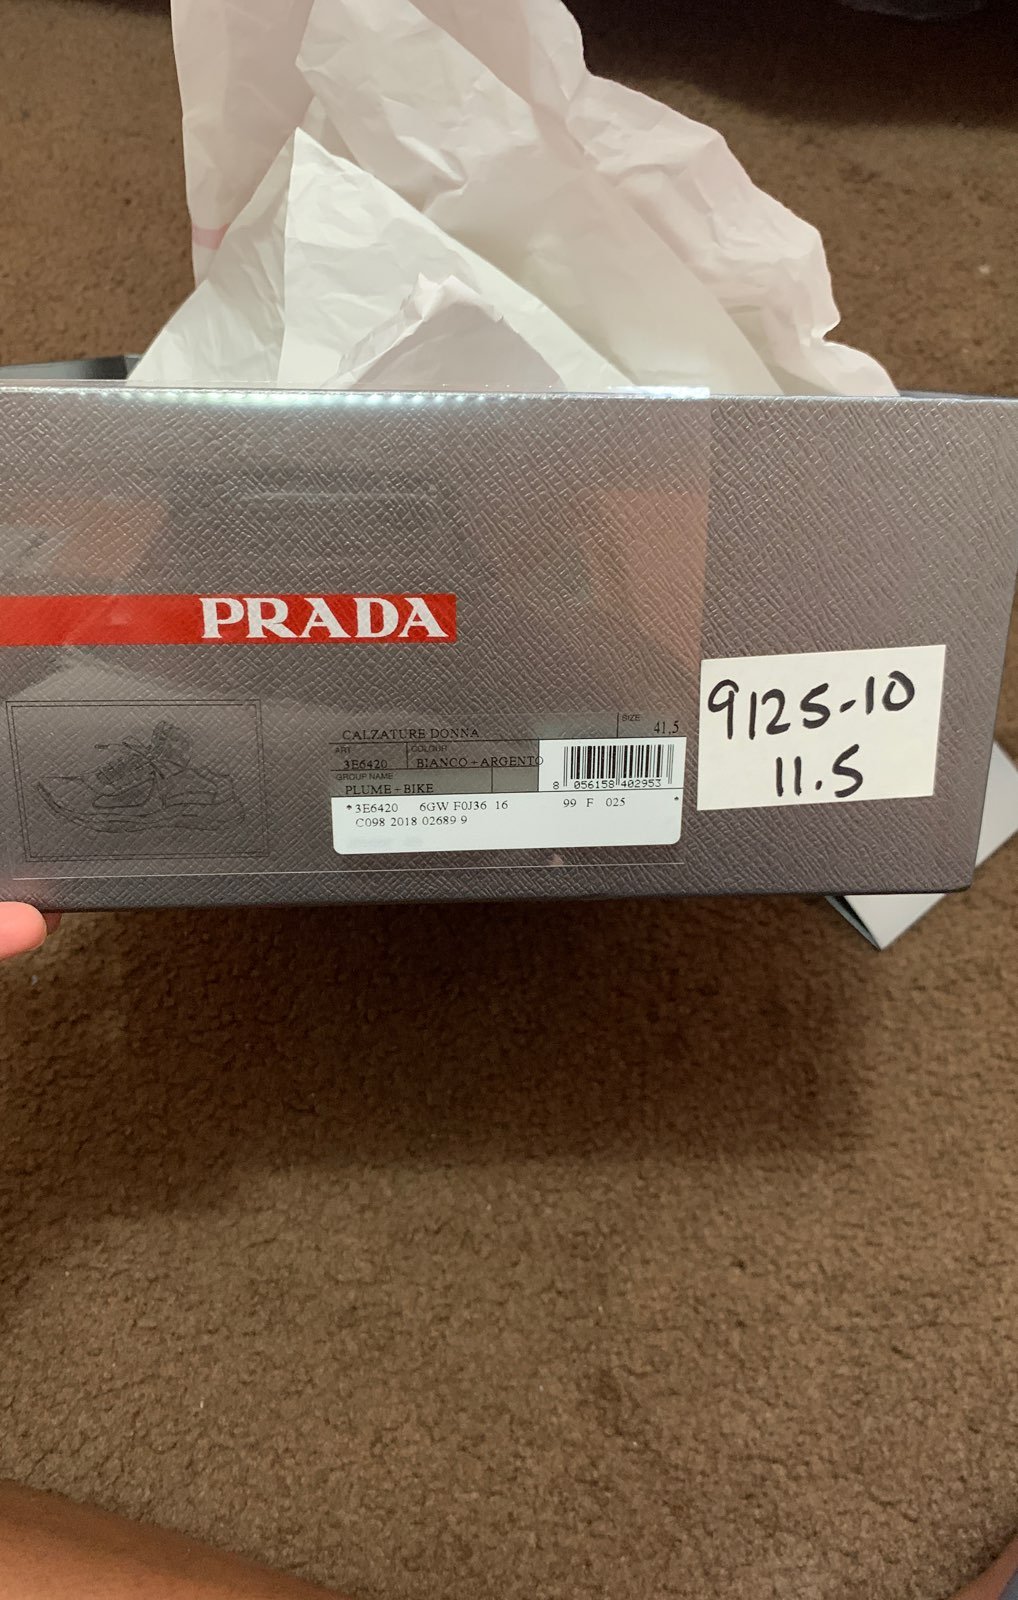 PRADA
CALZATURE DONNA
SIZE
41,5
ART
3E6420
COLOUR
BIANCO+ARGENTO
GROUP NAME
PLUME+BIKE
8 056158 402953
*3E6420 6GW F0J36 16 99 F 025 *
C098 2018 02689 9
9125-10
11.5